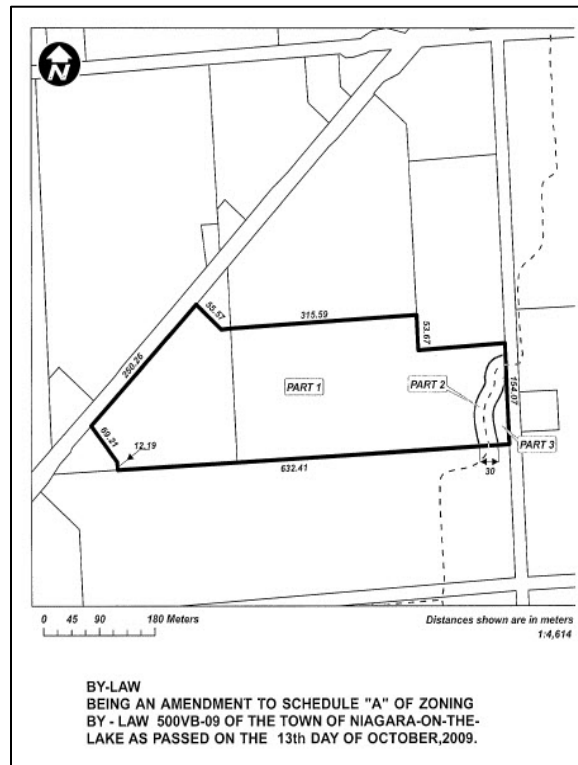 N
55.57
315.59
53.67
250.25
154.07
PART 1
PART 2
69.21
12.19
632.41
PART 3
30
0 45 90 180 Meters
Distances shown are in meters
1:4,614
BY-LAW
BEING AN AMENDMENT TO SCHEDULE "A" OF ZONING
BY - LAW 500VB-09 OF THE TOWN OF NIAGARA-ON-THE-
LAKE AS PASSED ON THE 13th DAY OF OCTOBER,2009.